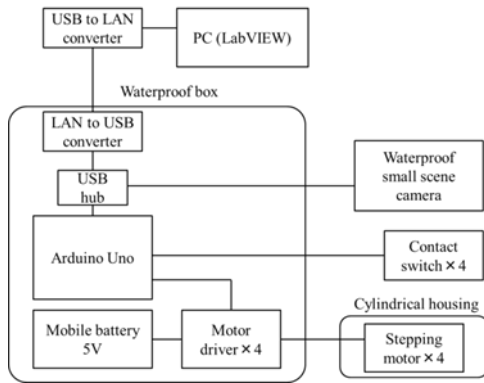 USB to LAN
converter
PC (LabVIEW)
Waterproof box
LAN to USB
converter
USB
hub
Waterproof
small scene
camera
Arduino Uno
Contact
switch×4
Cylindrical housing
Mobile battery
5V
Motor
driver×4
Stepping
motor×4